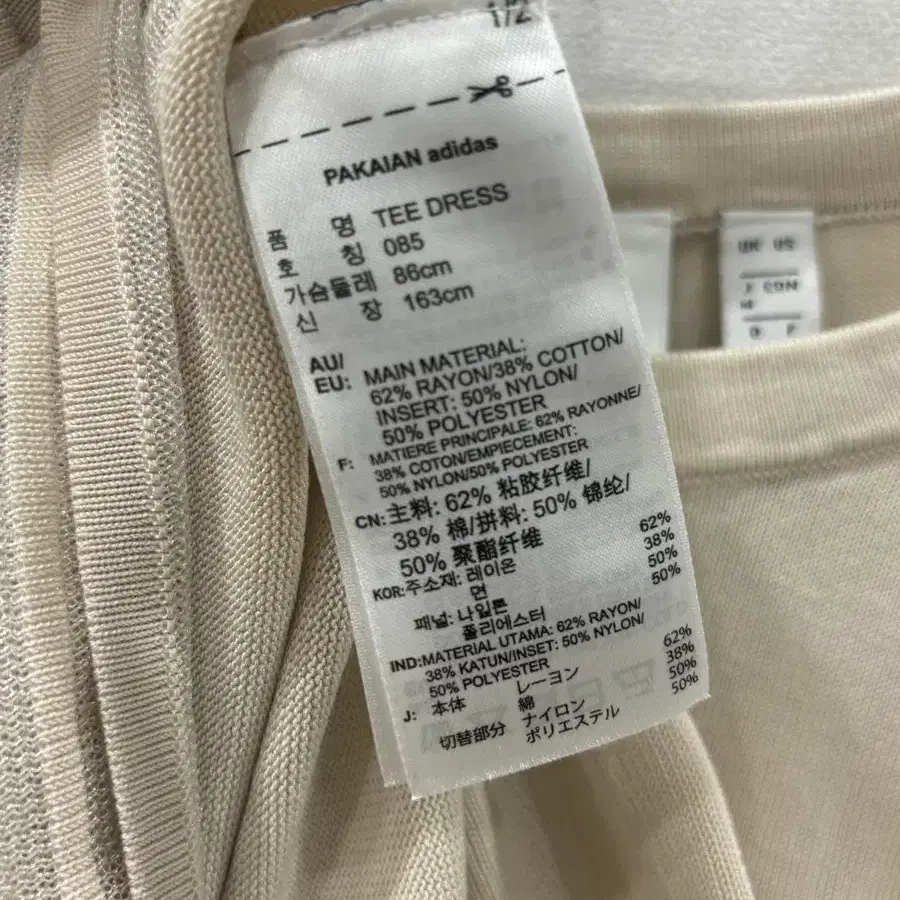 1/2
PAKAIAN adidas
품 명 TEE DRESS
호 칭 085
가슴둘레 86cm
신 장 163cm
AU/
EU: MAIN MATERIAL:
62% RAYON/38% COTTON/
INSERT: 50% NYLON/
50% POLYESTER
F: MATIERE PRINCIPALE: 62% RAYONNE/
38% COTON/EMPIECEMENT:
50% NYLON/50% POLYESTER
CN: 主料: 62% 粘胶纤维/
38% 棉/拼料: 50% 锦纶/
50% 聚酯纤维
KOR: 주소재: 레이온 62%
면 38%
패널: 나일론 50%
폴리에스터 50%
IND: MATERIAL UTAMA: 62% RAYON/
38% KATUN/INSET: 50% NYLON/
50% POLYESTER
J: 本体 レーヨン 62%
綿 38%
切替部分 ナイロン 50%
ポリエステル 50%
UK US
J CDN
D F